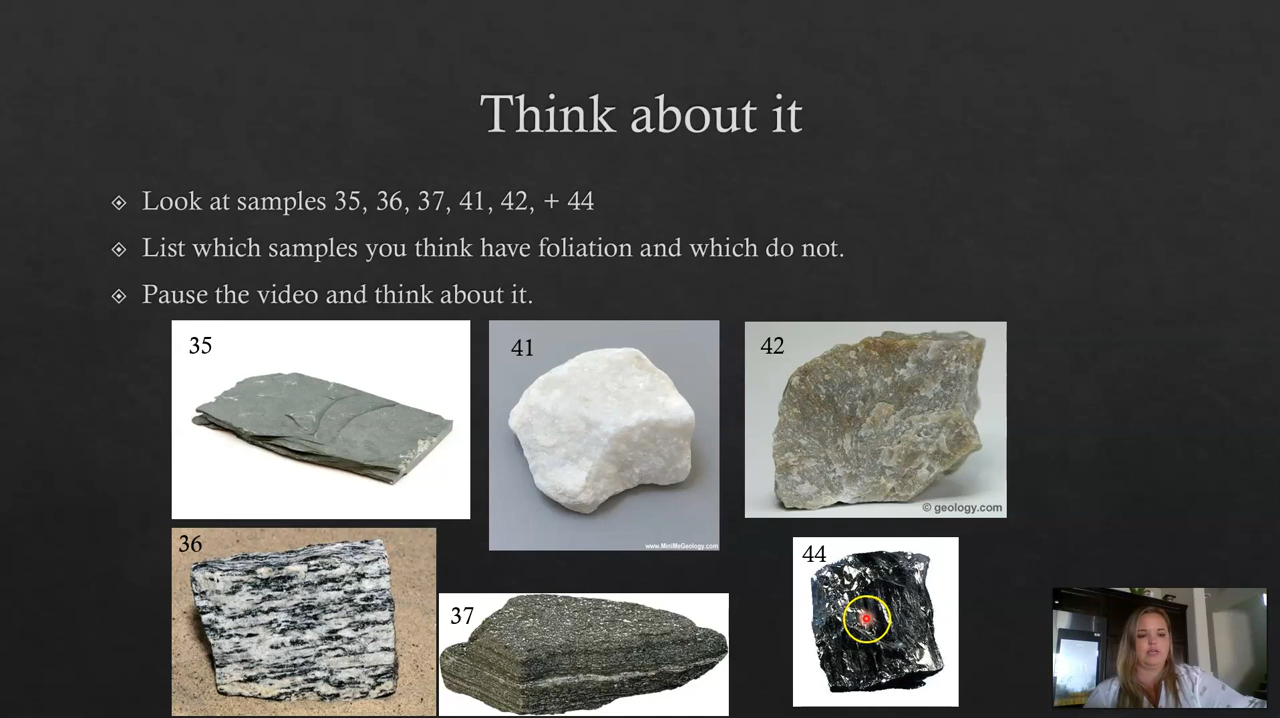 Think about it
Look at samples 35, 36, 37, 41, 42, + 44
List which samples you think have foliation and which do not.
Pause the video and think about it.
35
41
42
© geology.com
www.MiniMeGeology.com
36
37
44